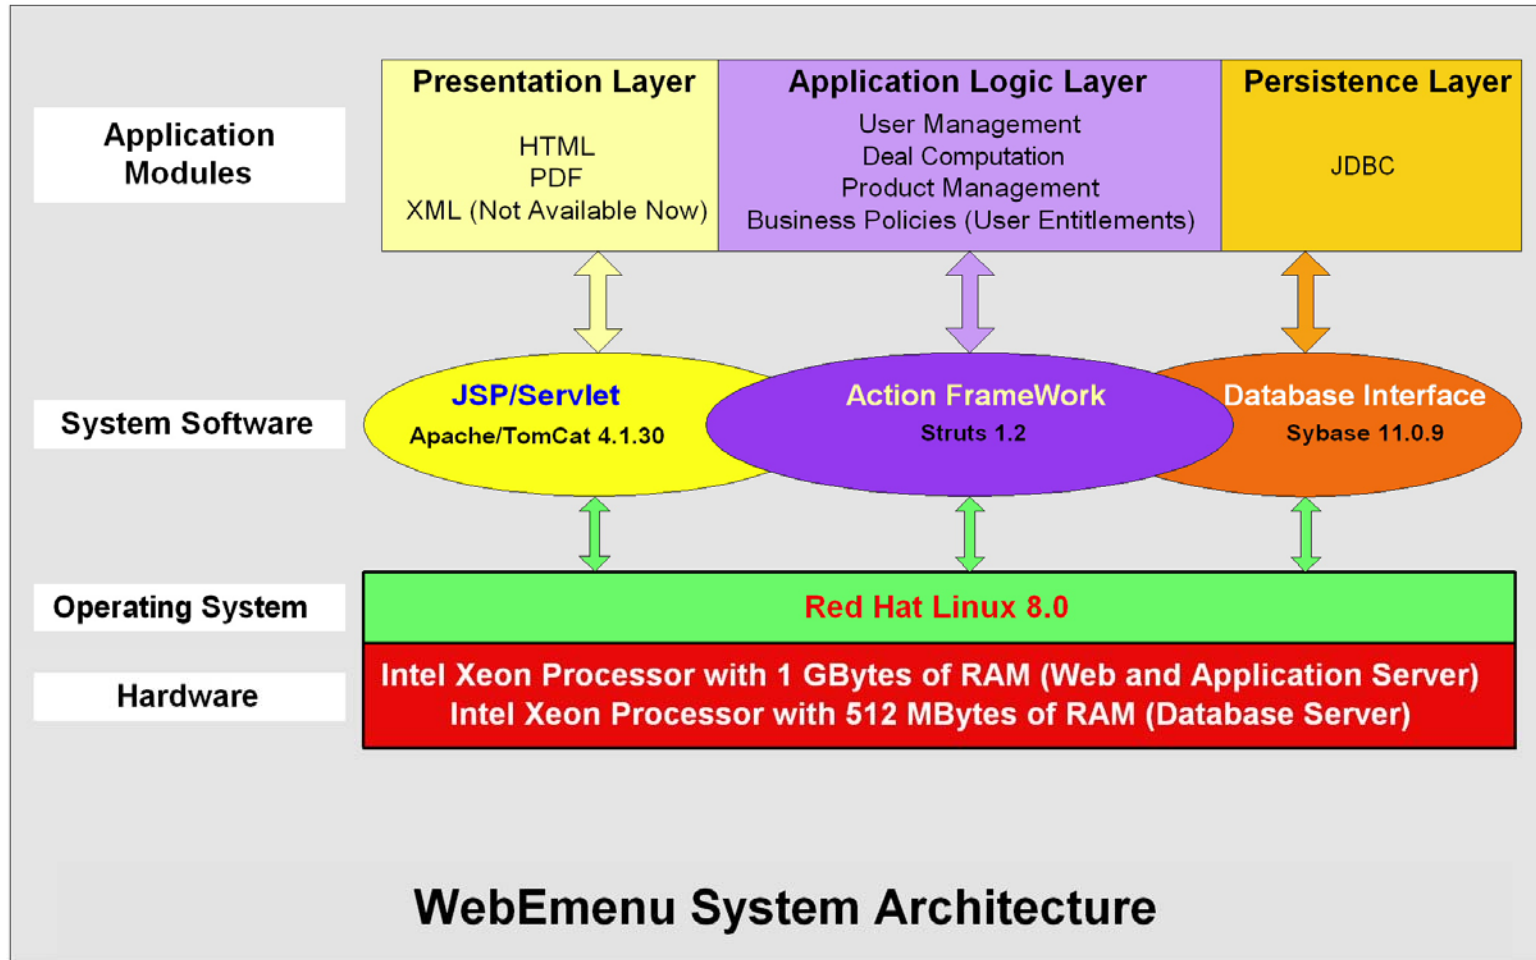 Presentation Layer
HTML
PDF
XML (Not Available Now)
Application Logic Layer
User Management
Deal Computation
Product Management
Business Policies (User Entitlements)
Persistence Layer
JDBC
Application
Modules
System Software
JSP/Servlet
Apache/TomCat 4.1.30
Action FrameWork
Struts 1.2
Database Interface
Sybase 11.0.9
Operating System
Red Hat Linux 8.0
Hardware
Intel Xeon Processor with 1 GBytes of RAM (Web and Application Server)
Intel Xeon Processor with 512 MBytes of RAM (Database Server)
WebEmenu System Architecture